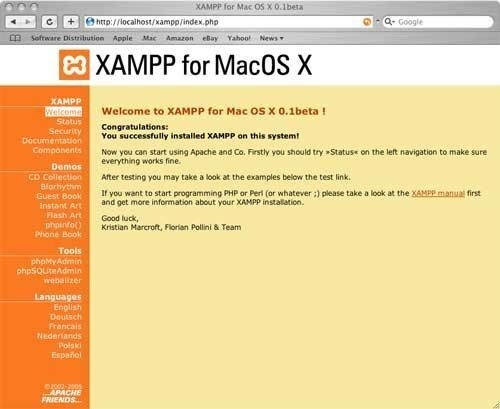 XAMPP for Mac OS X 0.1beta
http://localhost/xampp/index.php
Google
Software Distribution Apple Mac Amazon eBay Yahoo! News
XAMPP for MacOS X
XAMPP
Welcome
Status
Security
Documentation
Components
Demos
CD Collection
Biorhythm
Guest Book
Instant Art
Flash Art
phpinfo()
Phone Book
Tools
phpMyAdmin
phpSQLiteAdmin
webalizer
Languages
English
Deutsch
Francais
Nederlands
Polski
Español
©2002-2005
...APACHE
FRIENDS...
Welcome to XAMPP for Mac OS X 0.1beta !
Congratulations:
You successfully installed XAMPP on this system!
Now you can start using Apache and Co. Firstly you should try »Status« on the left navigation to make sure
everything works fine.
After testing you may take a look at the examples below the test link.
If you want to start programming PHP or Perl (or whatever ;) please take a look at the XAMPP manual first
and get more information about your XAMPP installation.
Good luck,
Kristian Marcroft, Florian Pollini & Team